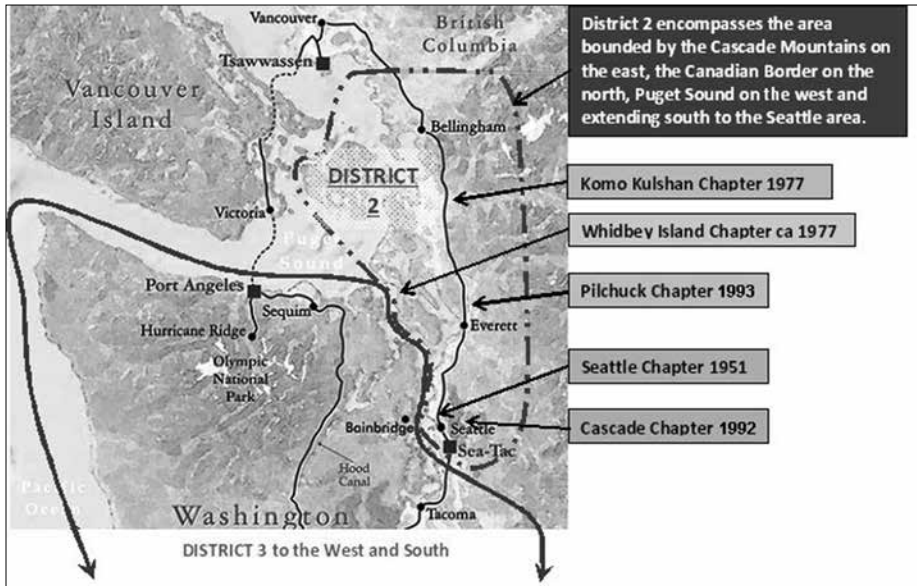 Vancouver
British
Columbia
Tsawwassen
Vancouver
Island
Bellingham
DISTRICT
2
Victoria
Puget
Sound
Port Angeles
Sequim
Hurricane Ridge
Olympic
National
Park
Everett
Bainbridge
Seattle
Sea-Tac
Hood
Canal
Pacific
Ocean
Washington
Tacoma
DISTRICT 3 to the West and South
District 2 encompasses the area
bounded by the Cascade Mountains on
the east, the Canadian Border on the
north, Puget Sound on the west and
extending south to the Seattle area.
Komo Kulshan Chapter 1977
Whidbey Island Chapter ca 1977
Pilchuck Chapter 1993
Seattle Chapter 1951
Cascade Chapter 1992